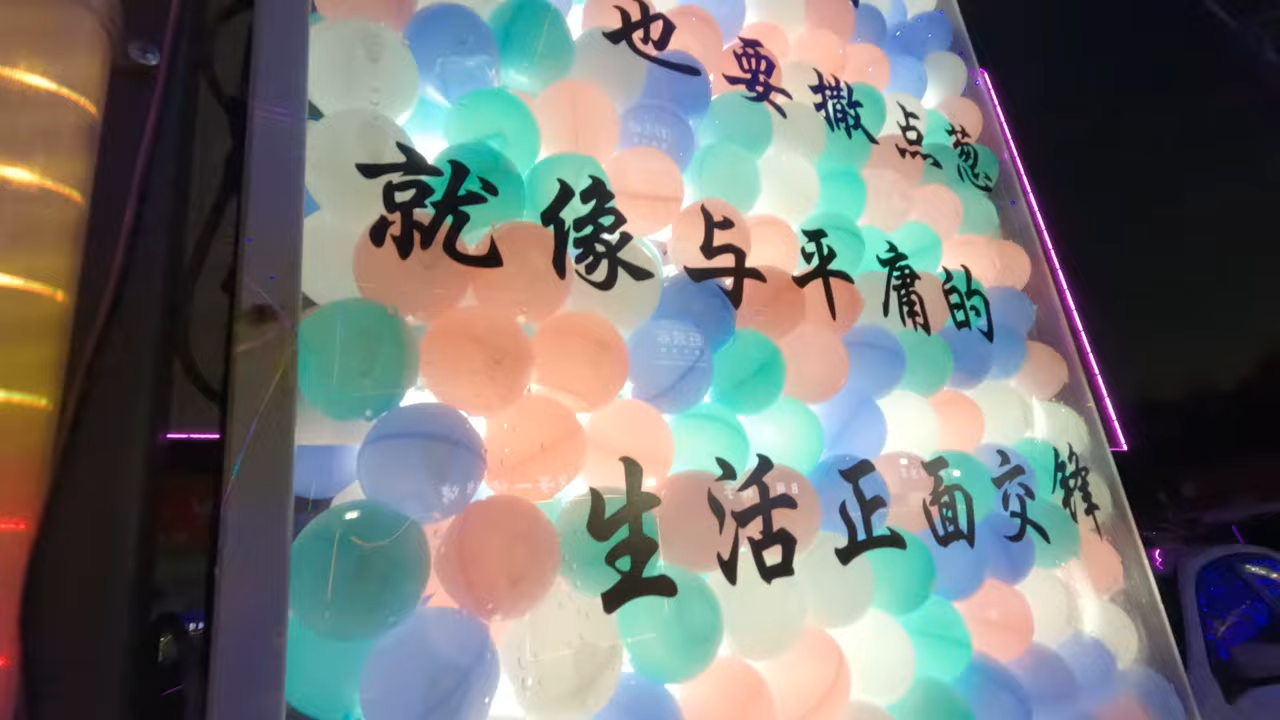 也要撒点葱
就像与平庸的
生活正面交锋